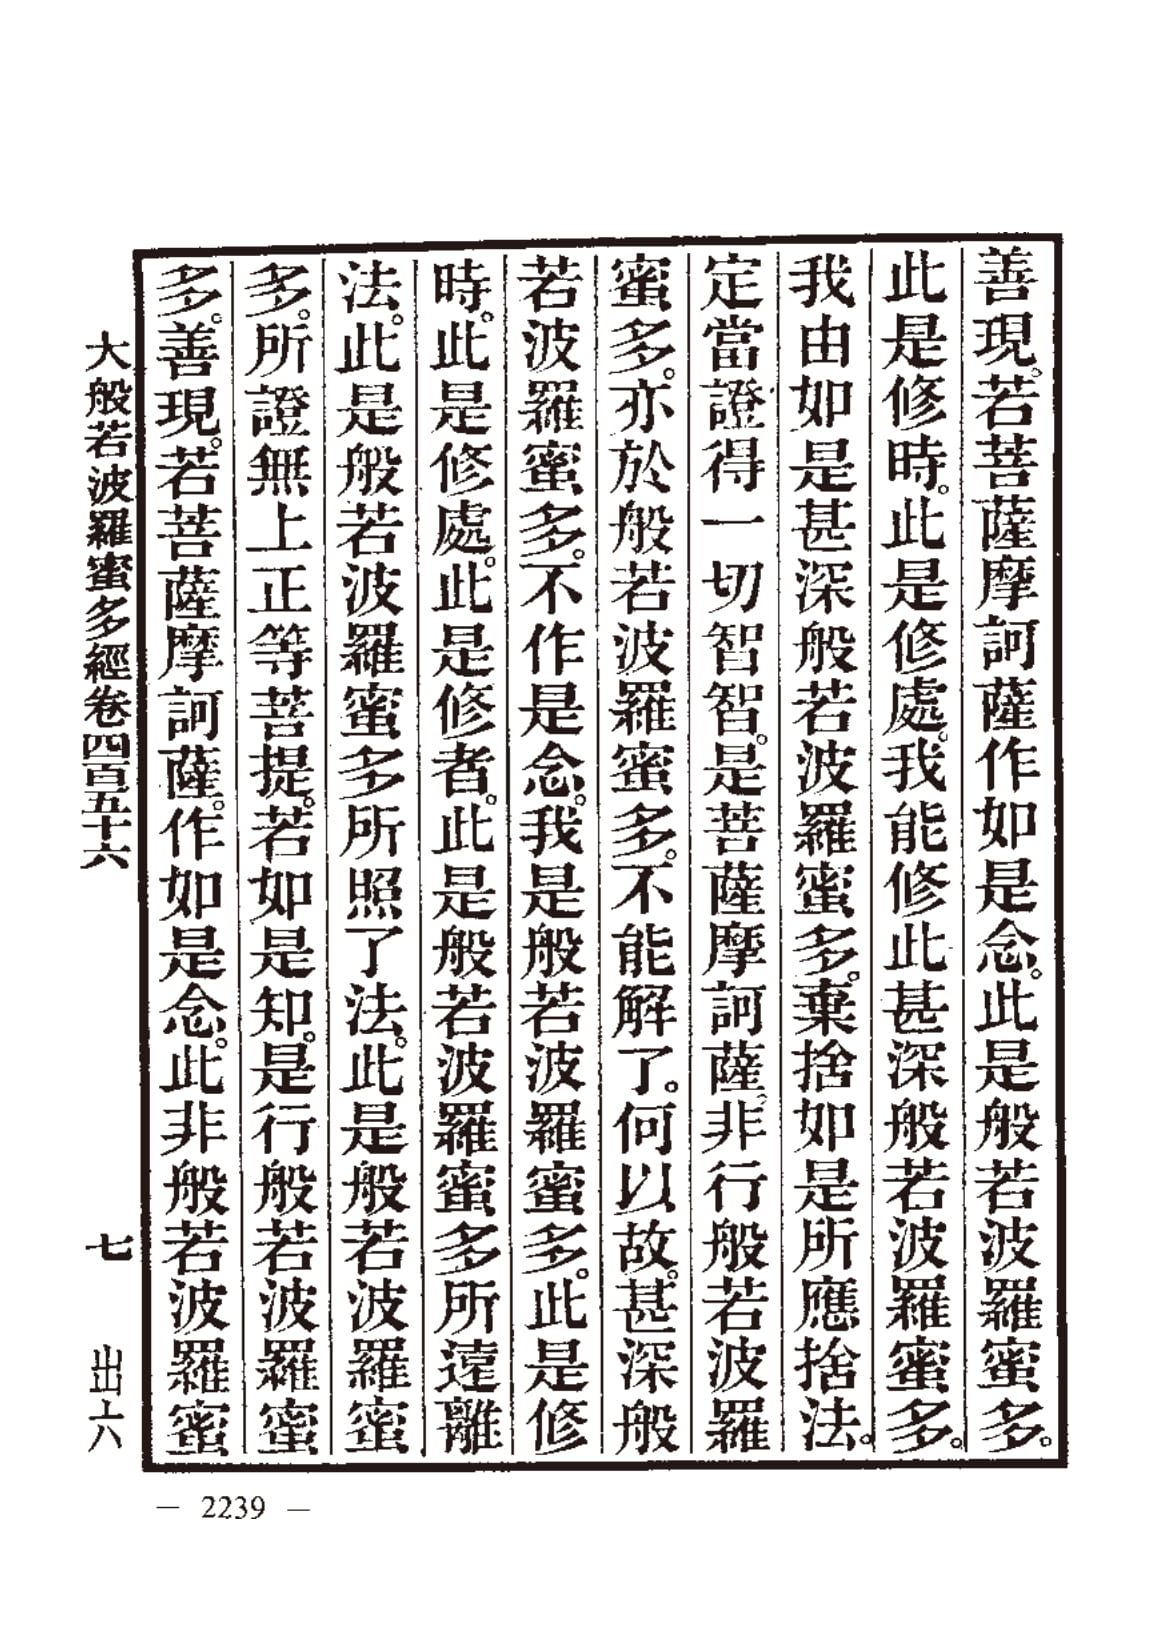 善現。若菩薩摩訶薩作如是念。此是般若波羅蜜多。
此是修時。此是修處。我能修此甚深般若波羅蜜多。
我由如是甚深般若波羅蜜多。棄捨如是所應捨法。
定當證得一切智智。是菩薩摩訶薩非行般若波羅
蜜多。亦於般若波羅蜜多。不能解了。何以故。甚深般
若波羅蜜多。不作是念。我是般若波羅蜜多。此是修
時。此是修處。此是修者。此是般若波羅蜜多所遠離
法。此是般若波羅蜜多所照了法。此是般若波羅蜜
多。所證無上正等菩提。若如是知。是行般若波羅蜜
多。善現。若菩薩摩訶薩。作如是念。此非般若波羅蜜
大般若波羅蜜多經卷四百五十六 七 出六
— 2239 —